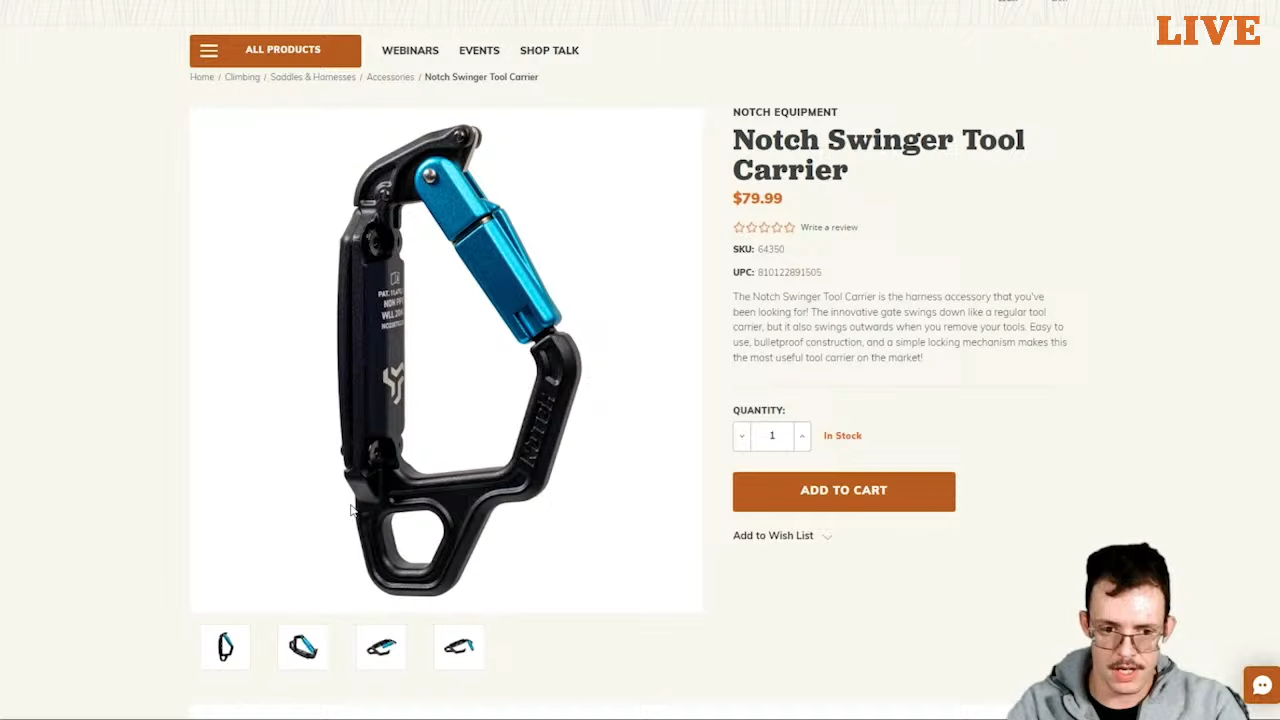 LIVE
ALL PRODUCTS
WEBINARS
EVENTS
SHOP TALK
Home / Climbing / Saddles & Harnesses / Accessories / Notch Swinger Tool Carrier
NOTCH EQUIPMENT
Notch Swinger Tool
Carrier
$79.99
Write a review
SKU: 64350
UPC: 810122891505
The Notch Swinger Tool Carrier is the harness accessory that you've
been looking for! The innovative gate swings down like a regular tool
carrier, but it also swings outwards when you remove your tools. Easy to
use, bulletproof construction, and a simple locking mechanism makes this
the most useful tool carrier on the market!
QUANTITY:
1
In Stock
ADD TO CART
Add to Wish List
NOTCH